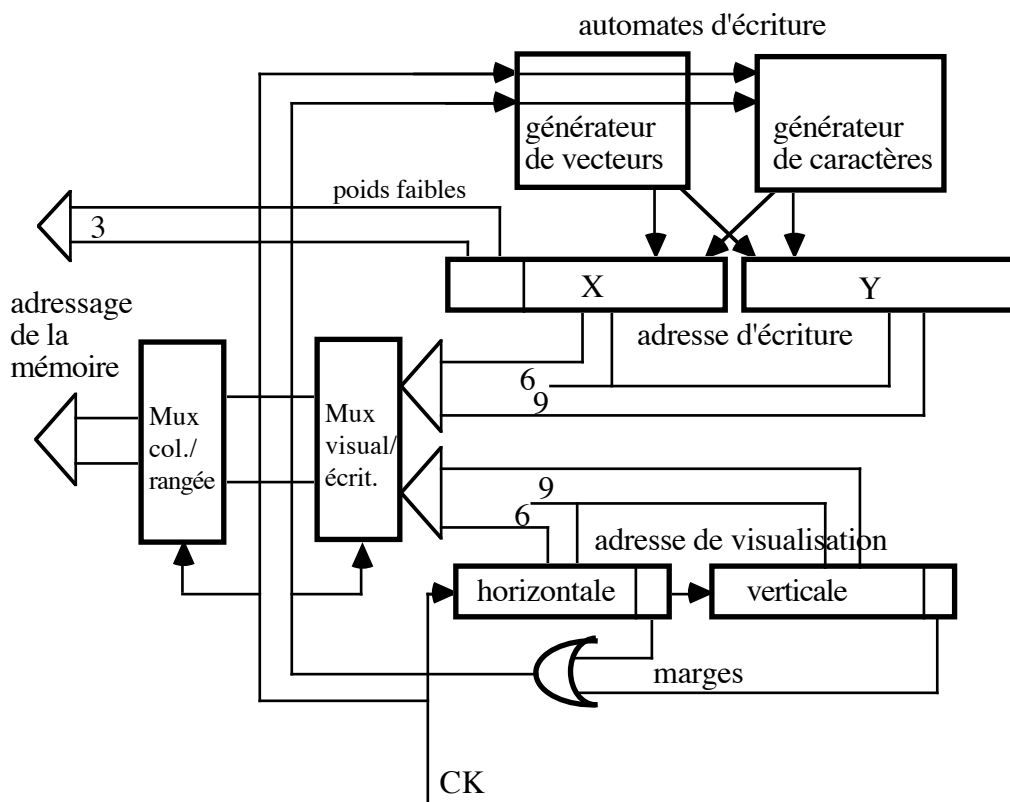 automates d'écriture
générateur
de vecteurs
générateur
de caractères
poids faibles
3
X
Y
adressage
de la
mémoire
adresse d'écriture
6
9
Mux
col./
rangée
Mux
visual/
écrit.
9
6
adresse de visualisation
horizontale
verticale
marges
CK